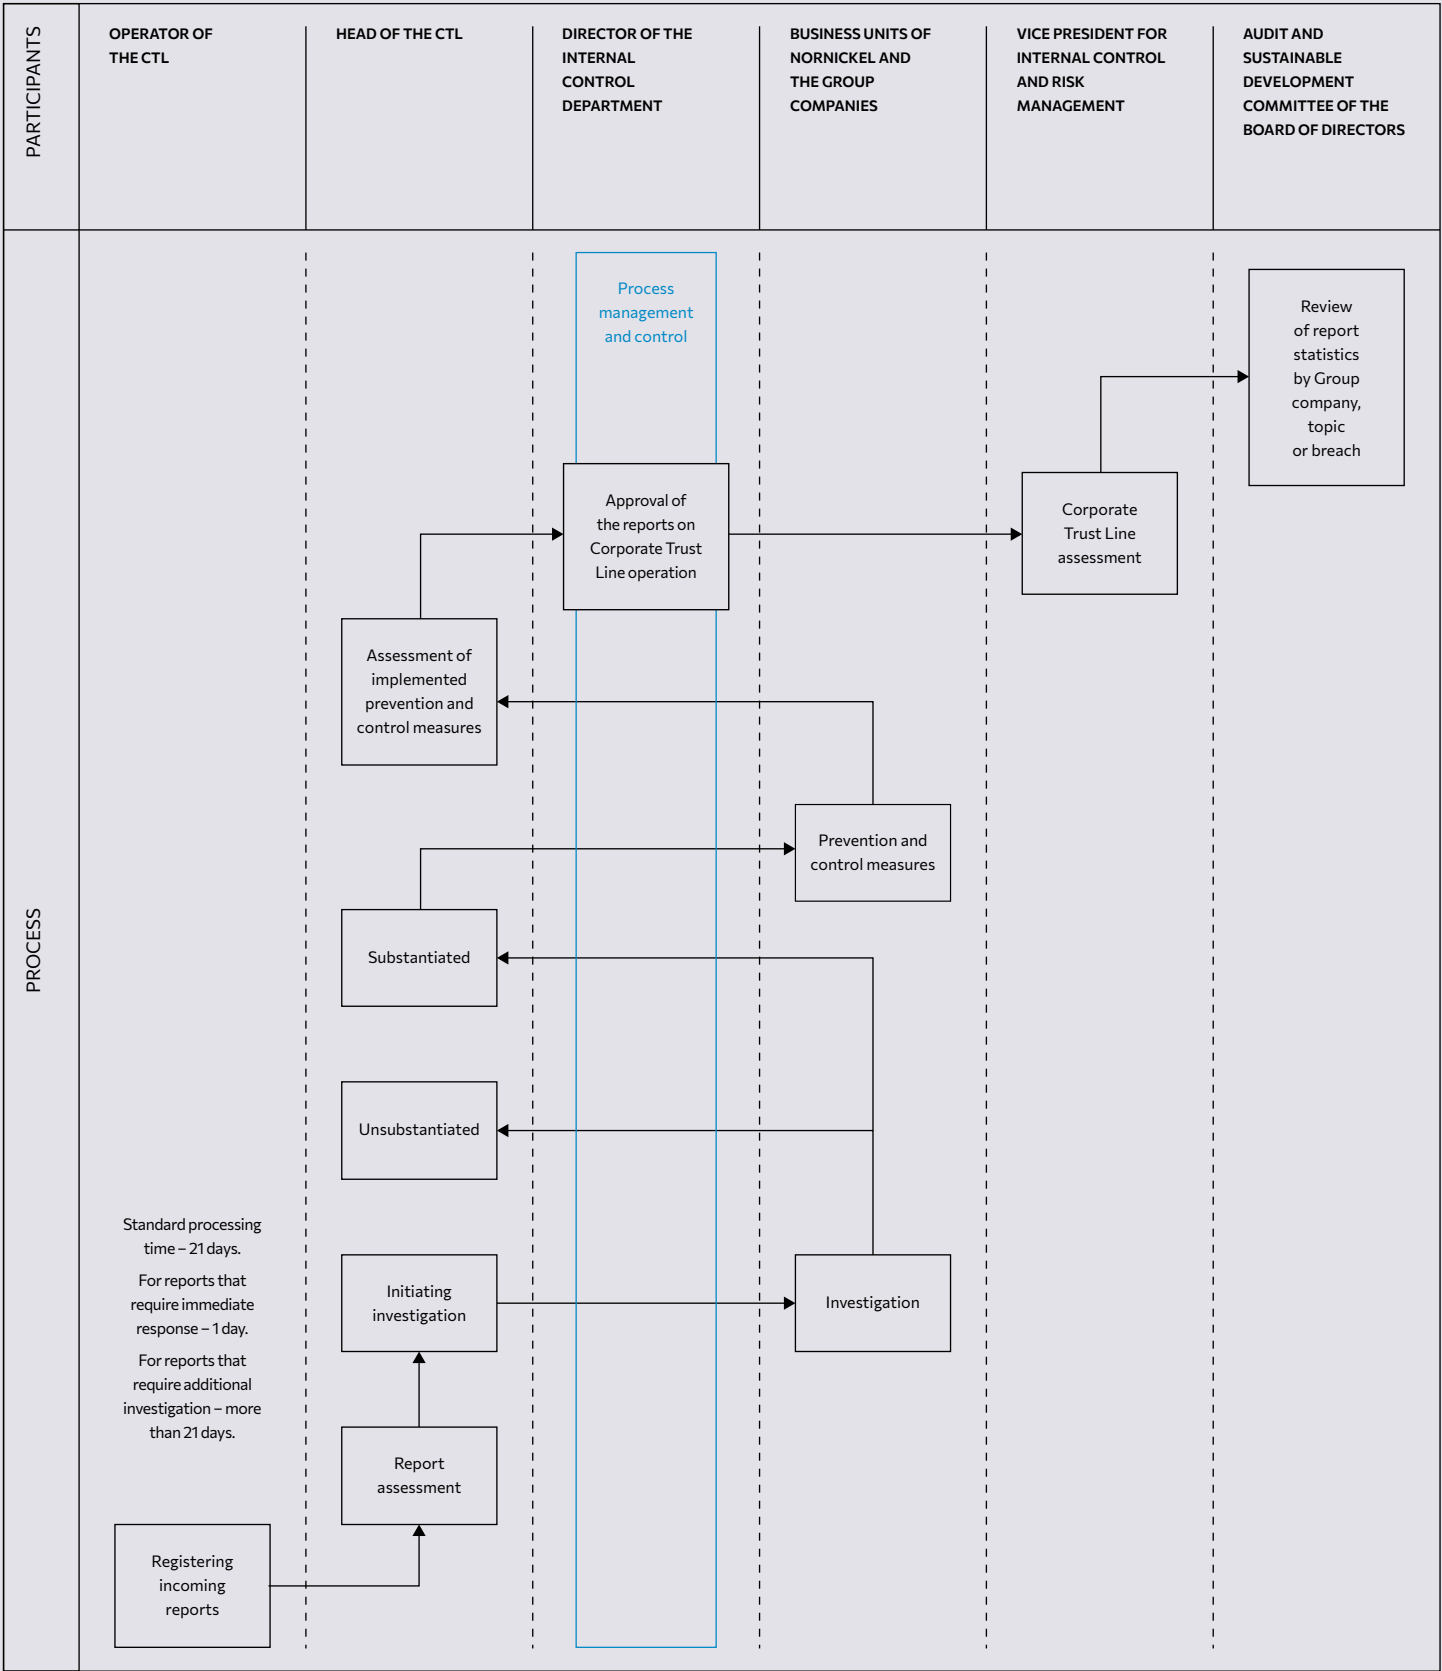 PARTICIPANTS
OPERATOR OF
THE CTL
HEAD OF THE CTL
DIRECTOR OF THE
INTERNAL
CONTROL
DEPARTMENT
BUSINESS UNITS OF
NORNICKEL AND
THE GROUP
COMPANIES
VICE PRESIDENT FOR
INTERNAL CONTROL
AND RISK
MANAGEMENT
AUDIT AND
SUSTAINABLE
DEVELOPMENT
COMMITTEE OF THE
BOARD OF DIRECTORS
PROCESS
Process
management
and control
Review
of report
statistics
by Group
company,
topic
or breach
Approval of
the reports on
Corporate Trust
Line operation
Corporate
Trust Line
assessment
Assessment of
implemented
prevention and
control measures
Prevention and
control measures
Substantiated
Unsubstantiated
Standard processing
time – 21 days.
For reports that
require immediate
response – 1 day.
For reports that
require additional
investigation – more
than 21 days.
Initiating
investigation
Investigation
Report
assessment
Registering
incoming
reports